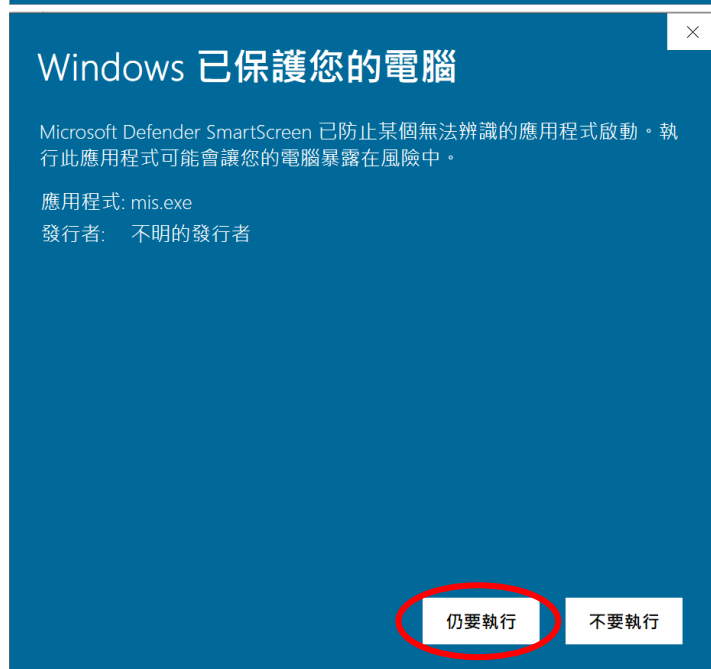 Windows 已保護您的電腦
Microsoft Defender SmartScreen 已防止某個無法辨識的應用程式啟動。執
行此應用程式可能會讓您的電腦暴露在風險中。
應用程式: mis.exe
發行者: 不明的發行者
仍要執行 不要執行